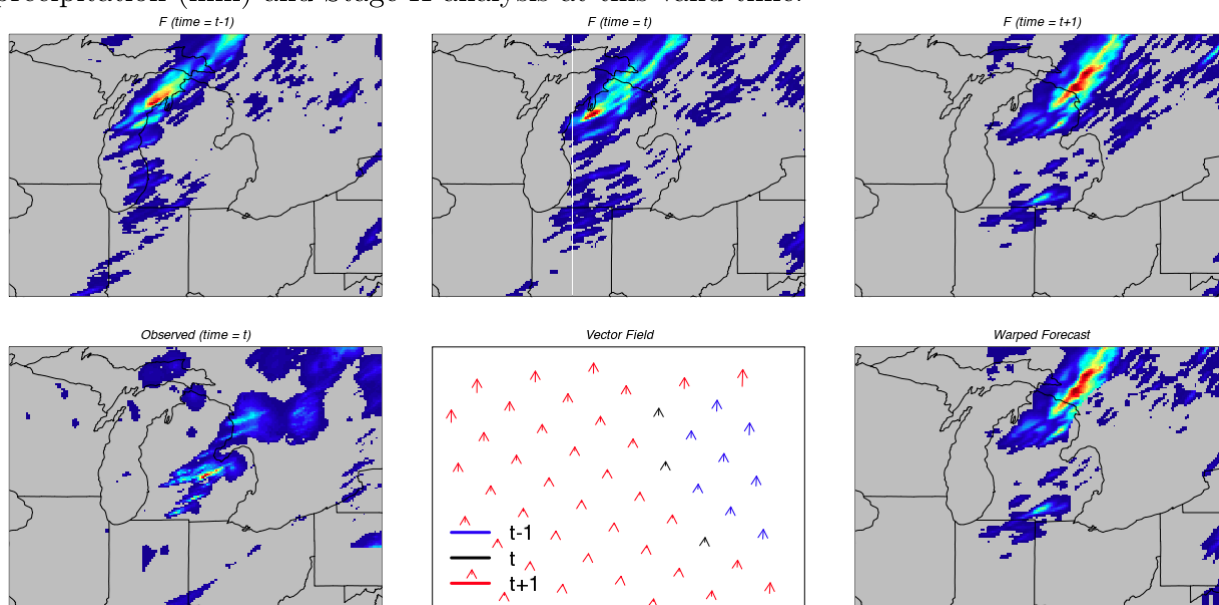 precipitation (mm) and Stage II analysis at this valid time.
F (time = t-1)
F (time = t)
F (time = t+1)
Observed (time = t)
Vector Field
Warped Forecast
t-1
t
t+1